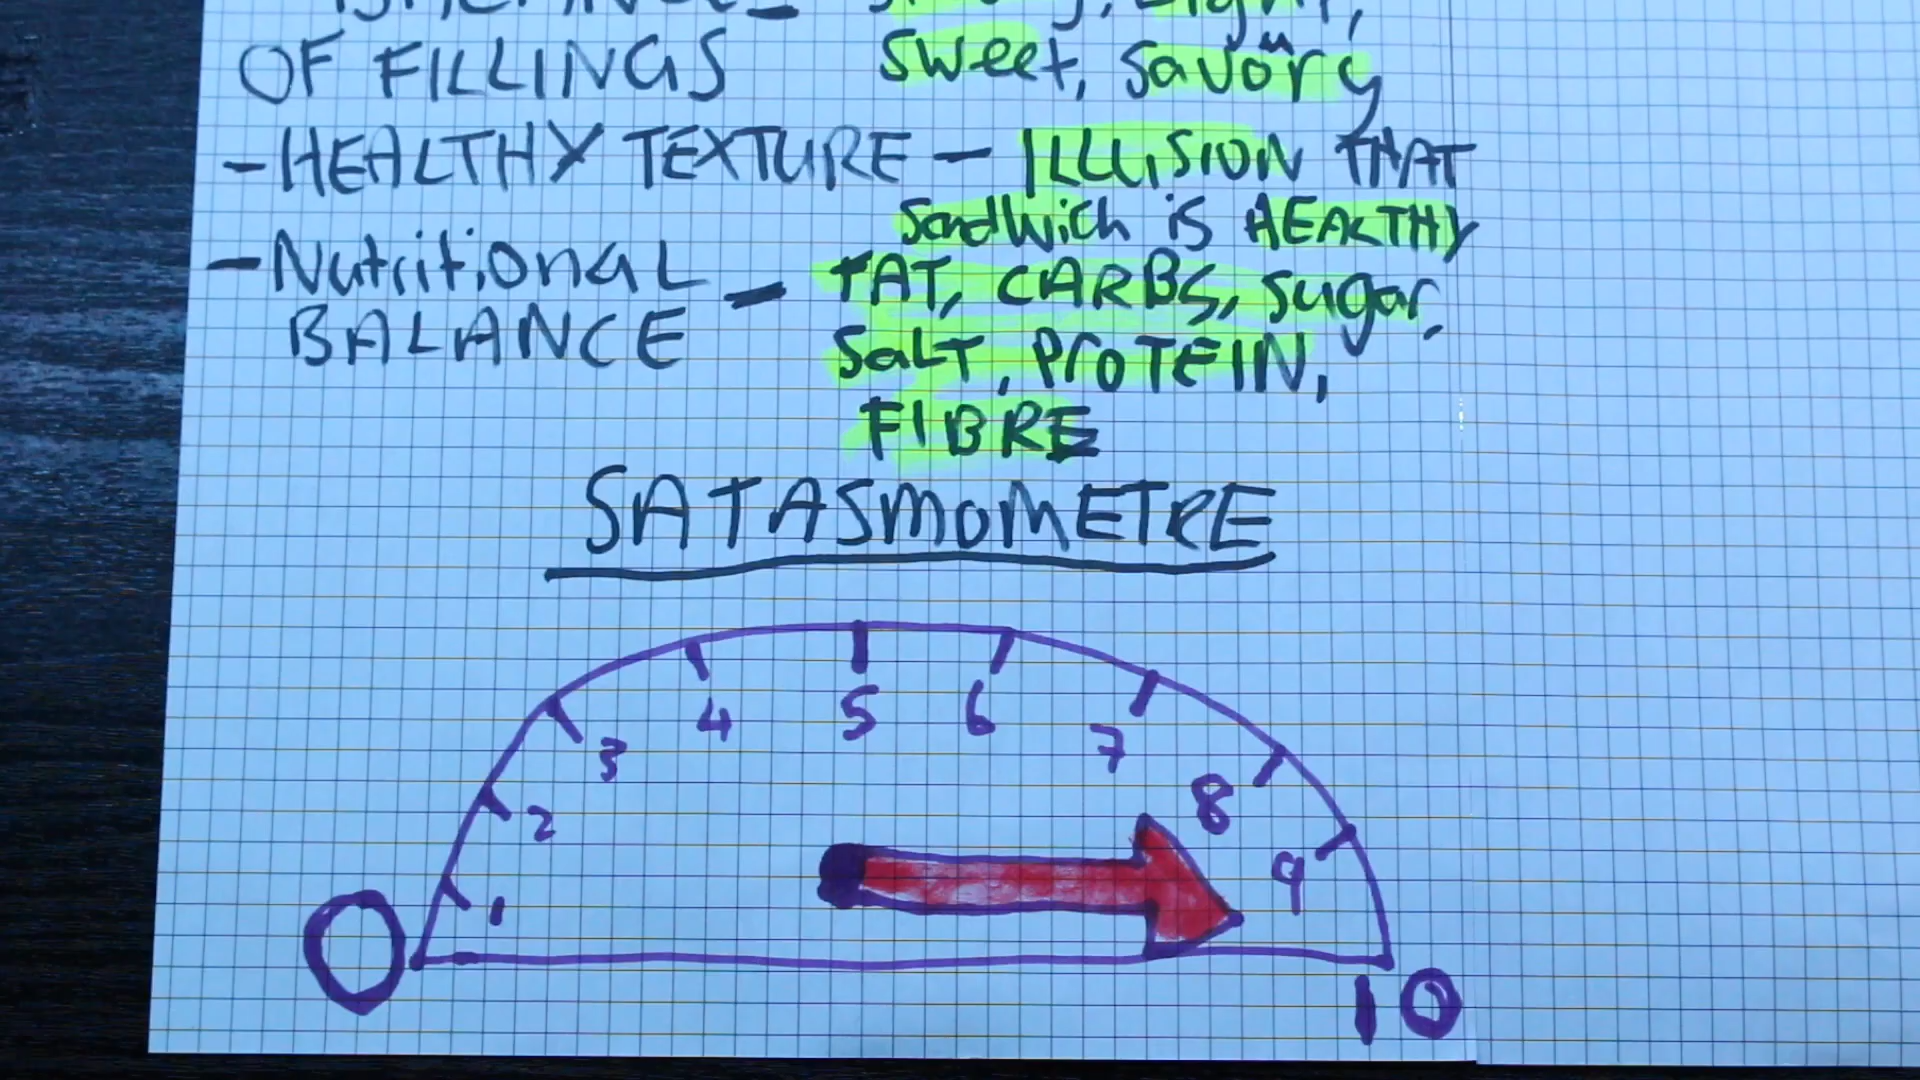 OF FILLINGS sweet, savoury
- HEALTHY TEXTURE - ILLUSION THAT
sandwich is HEALTHY
- Nutritional BALANCE - FAT, CARBS, sugar,
SaLT, PROTEIN,
FIBRE
SATASMOMETRE
0 1 2 3 4 5 6 7 8 9 10